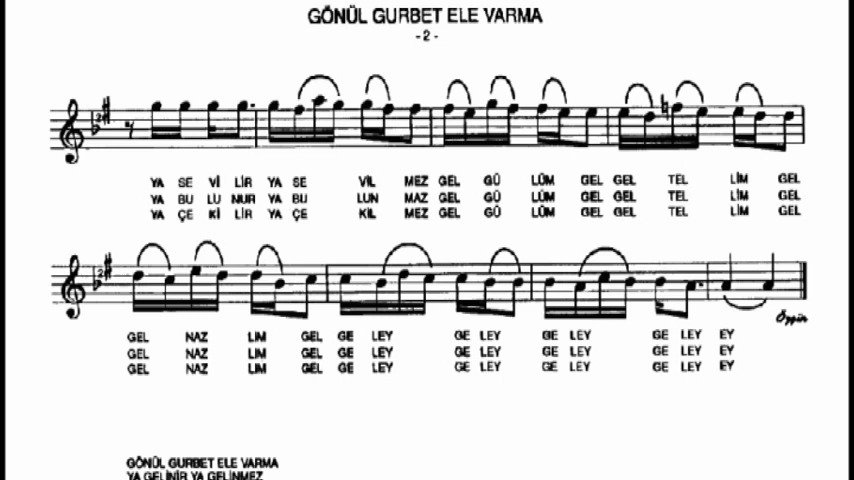 GÖNÜL GURBET ELE VARMA
- 2 -
YA SE Vİ LİR YA SE VİL MEZ GEL GÜ LÜM GEL GEL TEL LİM GEL
YA BU LU NUR YA BU LUN MAZ GEL GÜ LÜM GEL GEL TEL LİM GEL
YA ÇE Kİ LİR YA ÇE KİL MEZ GEL GÜ LÜM GEL GEL TEL LİM GEL
GEL NAZ LIM GEL GE LEY GE LEY GE LEY GE LEY EY
GEL NAZ LIM GEL GE LEY GE LEY GE LEY GE LEY EY
GEL NAZ LIM GEL GE LEY GE LEY GE LEY GE LEY EY
GÖNÜL GURBET ELE VARMA
YA GELİNİR YA GELİNMEZ